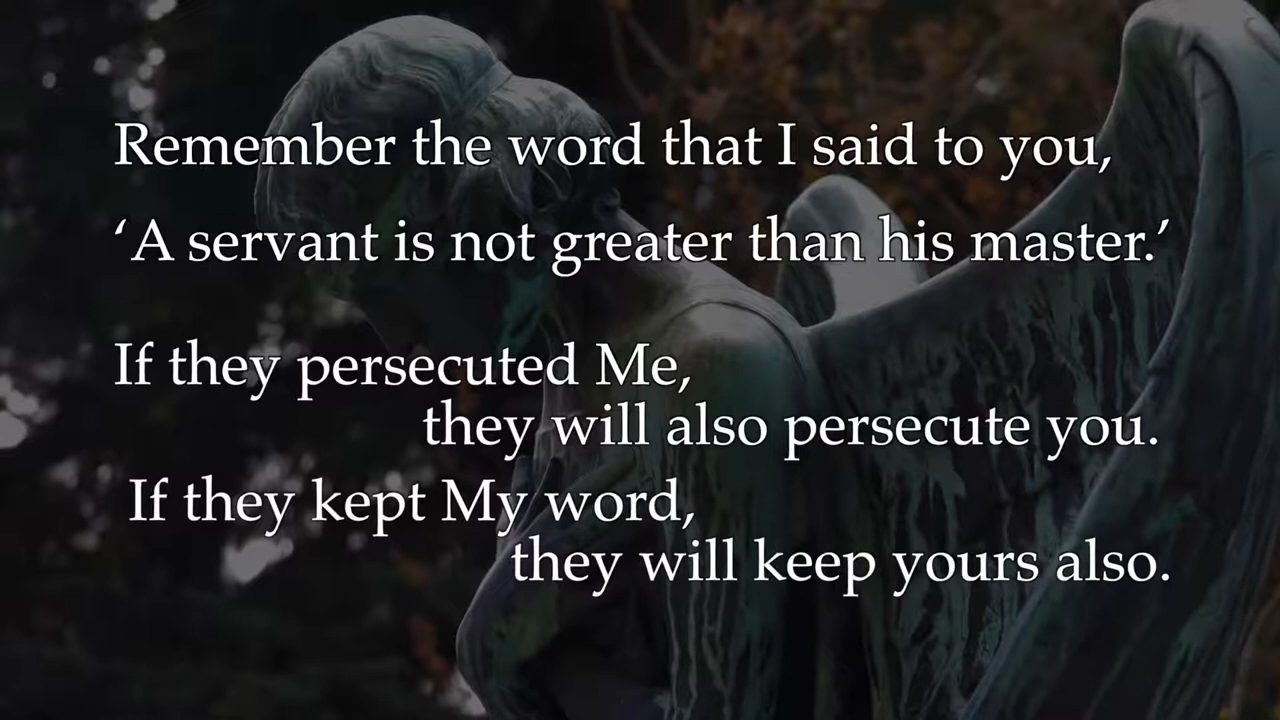 Remember the word that I said to you,
‘A servant is not greater than his master.’
If they persecuted Me,
they will also persecute you.
If they kept My word,
they will keep yours also.